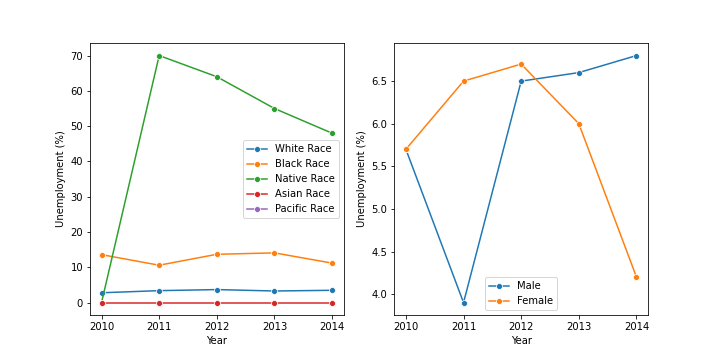 70
60
50
40
30
20
10
0
Unemployment (%)
2010 2011 2012 2013 2014
Year
White Race
Black Race
Native Race
Asian Race
Pacific Race
6.5
6.0
5.5
5.0
4.5
4.0
Unemployment (%)
2010 2011 2012 2013 2014
Year
Male
Female